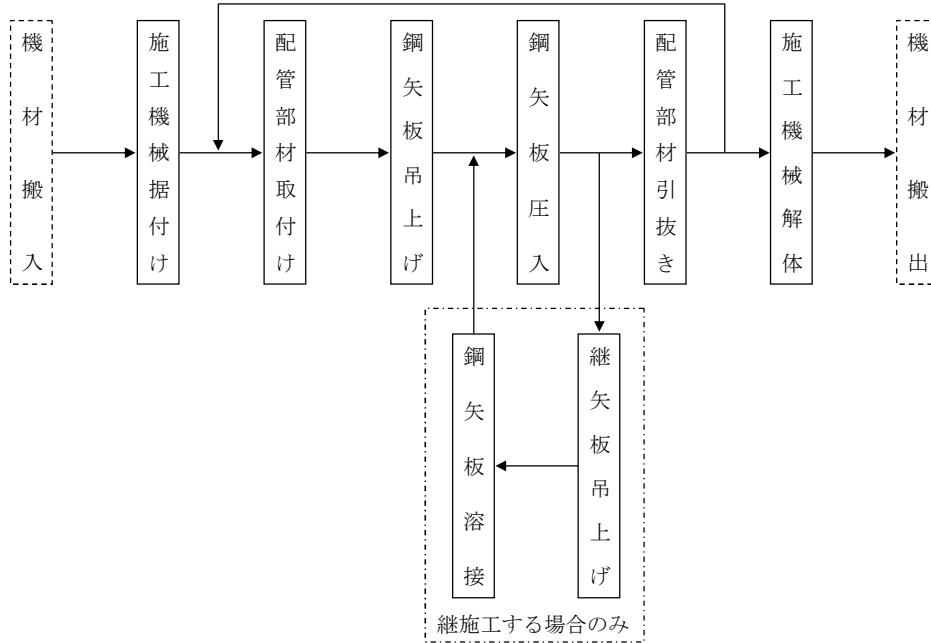 機材搬入
施工機械据付け
配管部材取付け
鋼矢板吊上げ
鋼矢板圧入
配管部材引抜き
施工機械解体
機材搬出
鋼矢板溶接
継矢板吊上げ
継施工する場合のみ